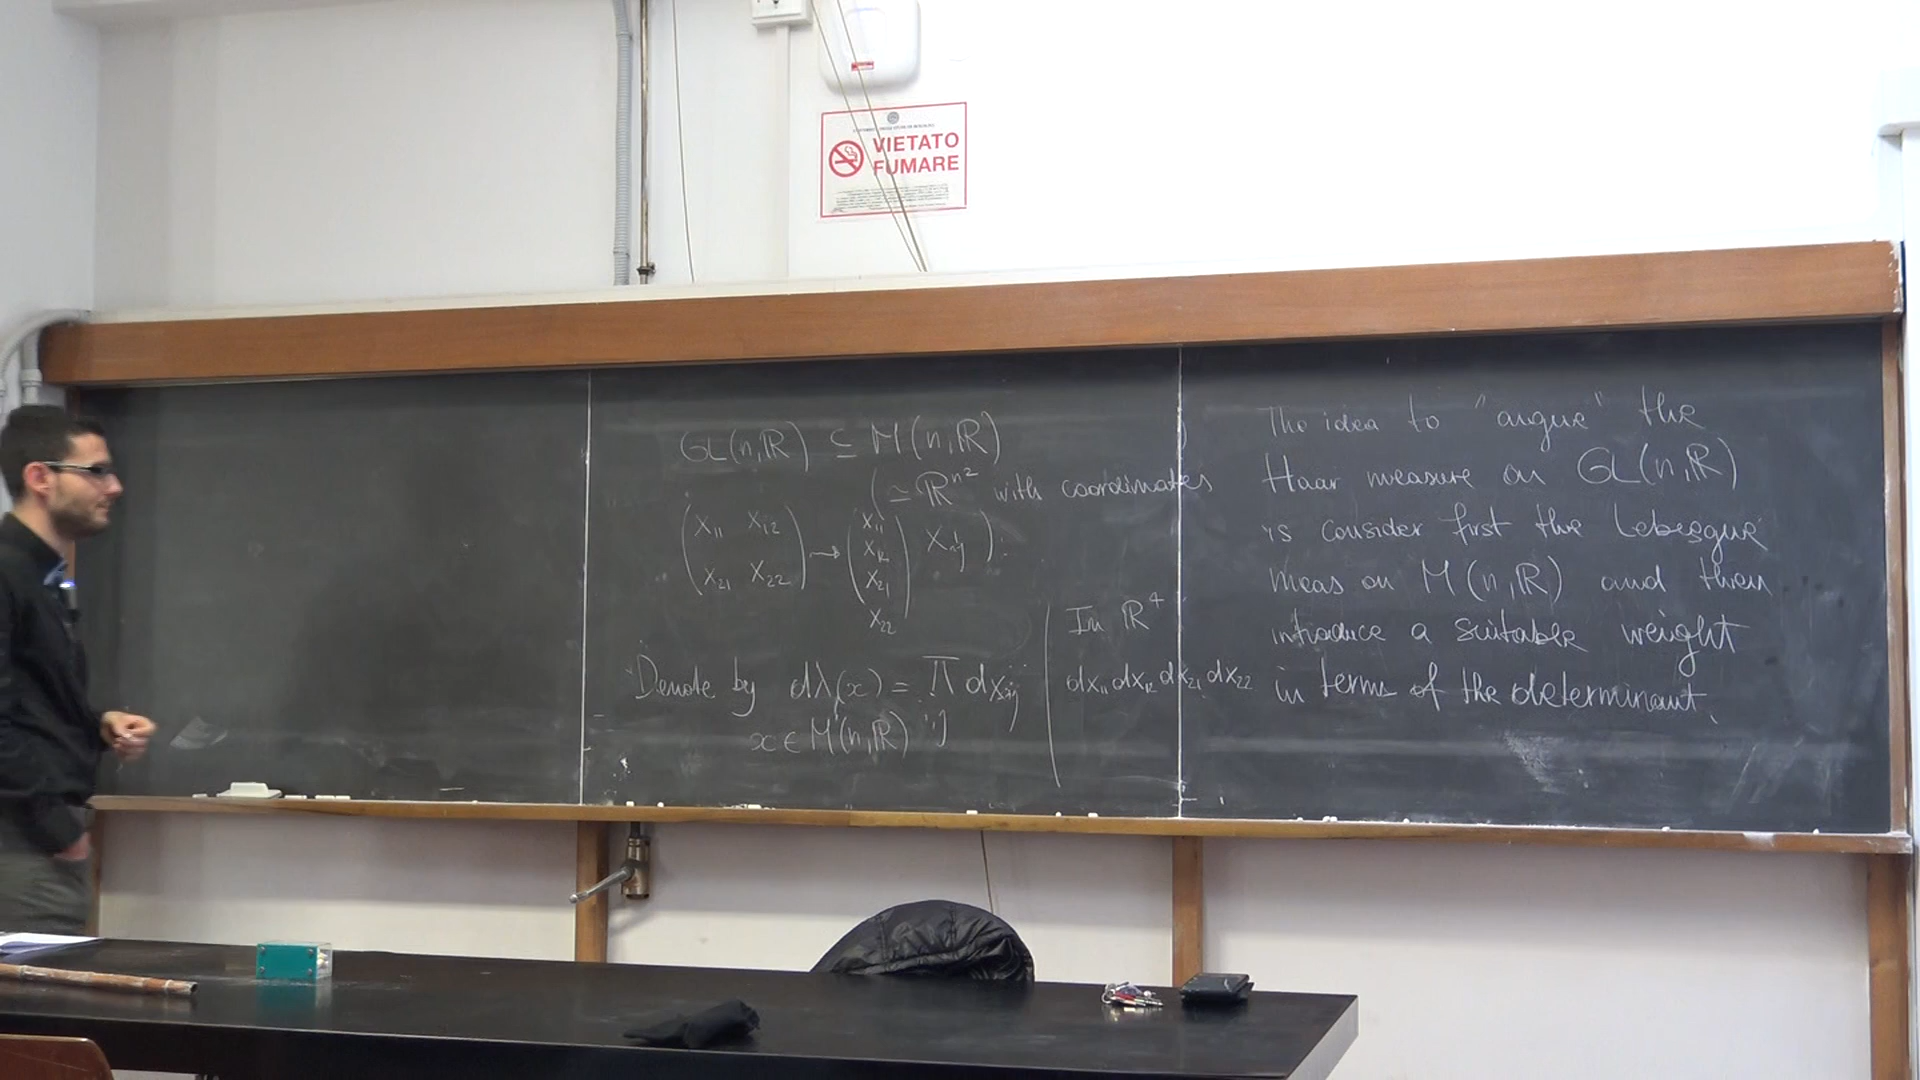 VIETATO
FUMARE
GL(n,ℝ) ⊆ M(n,ℝ)
(≃ ℝ^{n²} with coordinates
x_{ij})
( x₁₁ x₁₂
x₂₁ x₂₂ ) → ( x₁₁
x₁₂
x₂₁
x₂₂ )
Denote by dλ(x) = ∏ dx_{ij}
x ∈ M(n,ℝ) i,j
In ℝ⁴
dx₁₁ dx₁₂ dx₂₁ dx₂₂
The idea to "argue" the
Haar measure on GL(n,ℝ)
is consider first the Lebesgue
meas on M(n,ℝ) and then
introduce a suitable weight
in terms of the determinant.